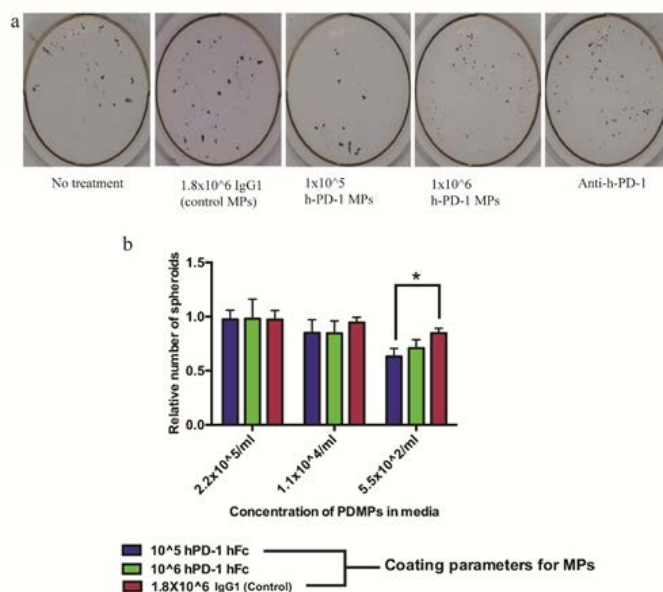 a
No treatment
1.8x10^6 IgG1
(control MPs)
1x10^5
h-PD-1 MPs
1x10^6
h-PD-1 MPs
Anti-h-PD-1
b
Relative number of spheroids
1.5
1.0
0.5
0.0
*
2.2x10^5/ml
1.1x10^4/ml
5.5x10^2/ml
Concentration of PDMPs in media
10^5 hPD-1 hFc
10^6 hPD-1 hFc
1.8X10^6 IgG1 (Control)
Coating parameters for MPs